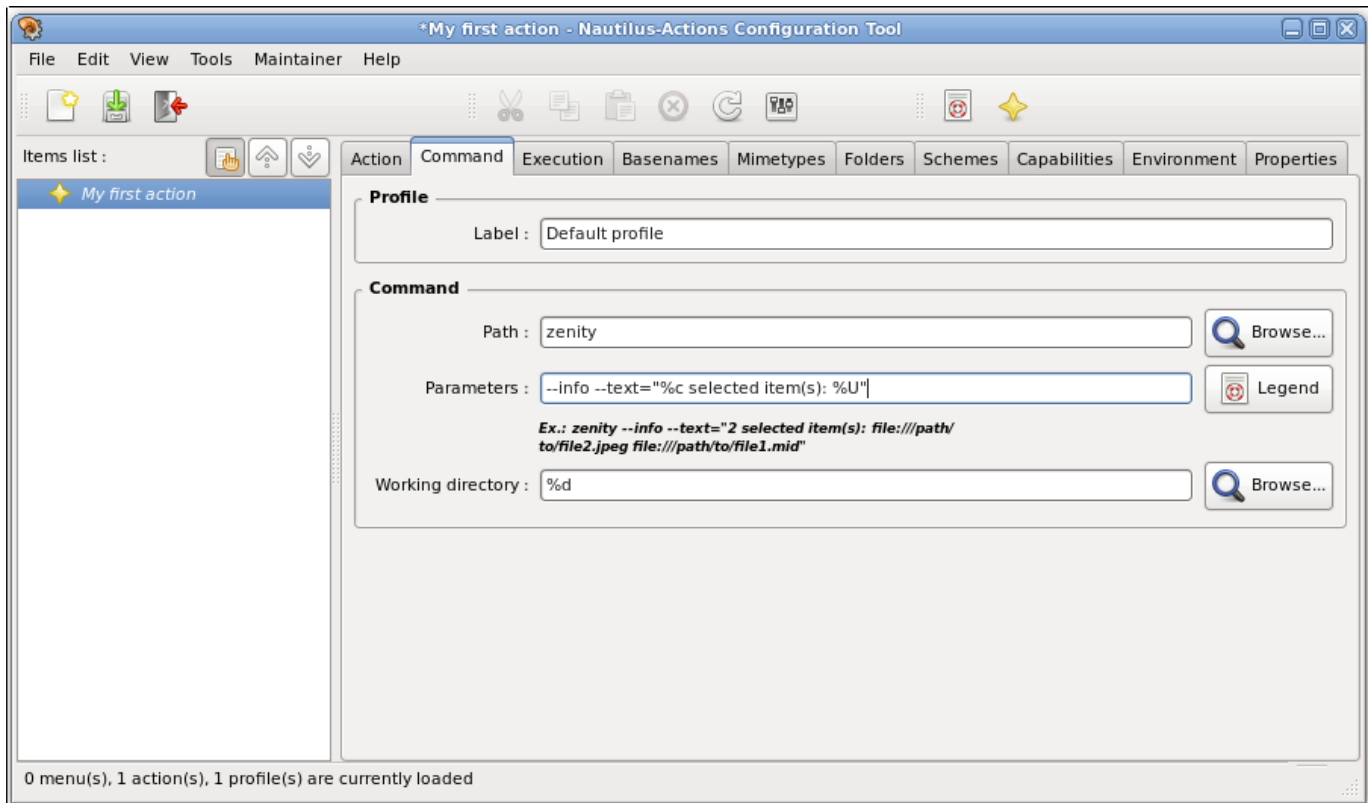 *My first action - Nautilus-Actions Configuration Tool
File Edit View Tools Maintainer Help
Items list :
Action Command Execution Basenames Mimetypes Folders Schemes Capabilities Environment Properties
My first action
Profile
Label : Default profile
Command
Path : zenity Browse...
Parameters : --info --text="%c selected item(s): %U" Legend
Ex.: zenity --info --text="2 selected item(s): file:///path/
to/file2.jpeg file:///path/to/file1.mid"
Working directory : %d Browse...
0 menu(s), 1 action(s), 1 profile(s) are currently loaded